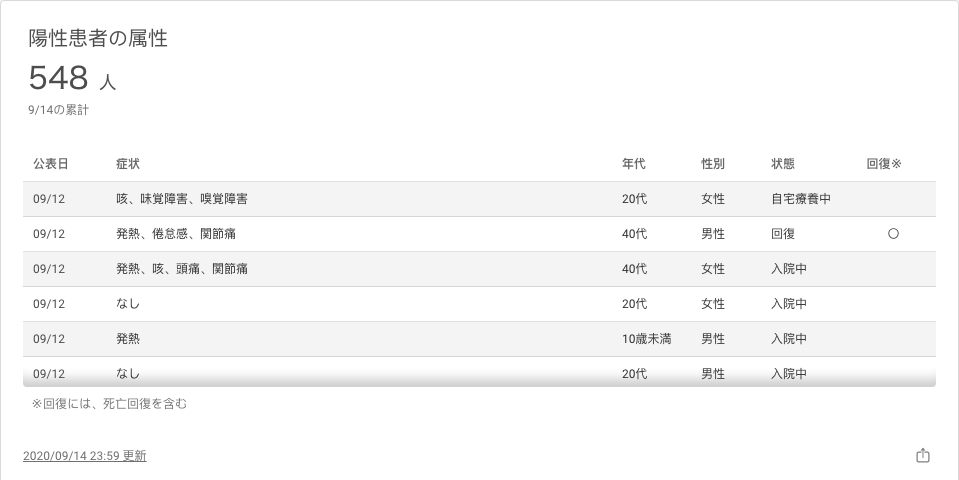 陽性患者の属性
548 人
9/14の累計
公表日 症状 年代 性別 状態 回復※
09/12 咳、味覚障害、嗅覚障害 20代 女性 自宅療養中
09/12 発熱、倦怠感、関節痛 40代 男性 回復 〇
09/12 発熱、咳、頭痛、関節痛 40代 女性 入院中
09/12 なし 20代 女性 入院中
09/12 発熱 10歳未満 男性 入院中
09/12 なし 20代 男性 入院中
※回復には、死亡回復を含む
2020/09/14 23:59 更新